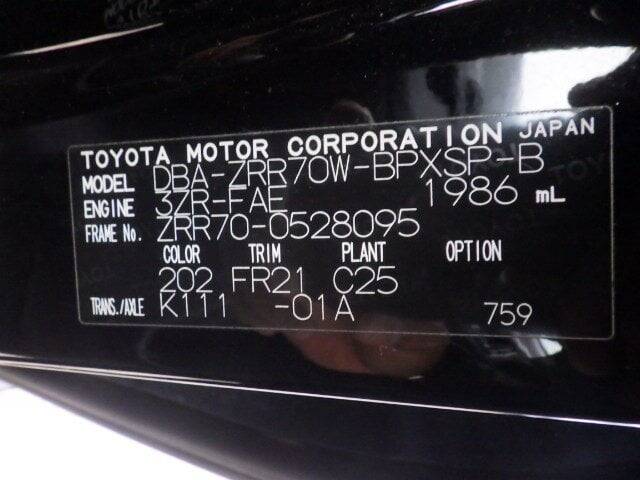 TOYOTA MOTOR CORPORATION JAPAN
MODEL DBA-ZRR70W-BPXSP-B
ENGINE 3ZR-FAE 1986 mL
FRAME No. ZRR70-0528095
COLOR TRIM PLANT OPTION
202 FR21 C25
TRANS./AXLE K111 -01A 759